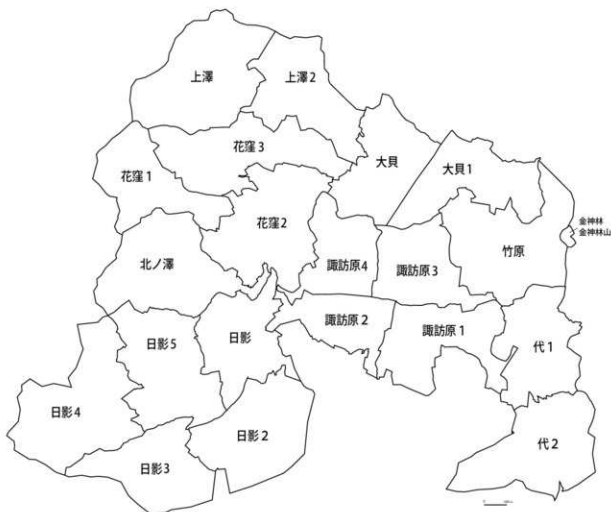 上澤
上澤2
花窪3
大貝
大貝1
花窪1
花窪2
金神林
金神林山
竹原
北ノ澤
諏訪原4
諏訪原3
日影5
日影
諏訪原2
諏訪原1
代1
日影4
日影2
代2
日影3